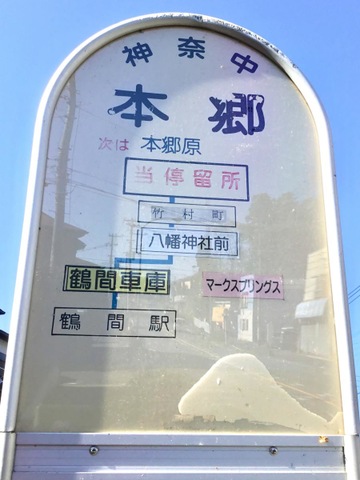 神奈中
本郷
次は 本郷原
当停留所
竹村町
八幡神社前
鶴間車庫 マークスプリングス
鶴間駅